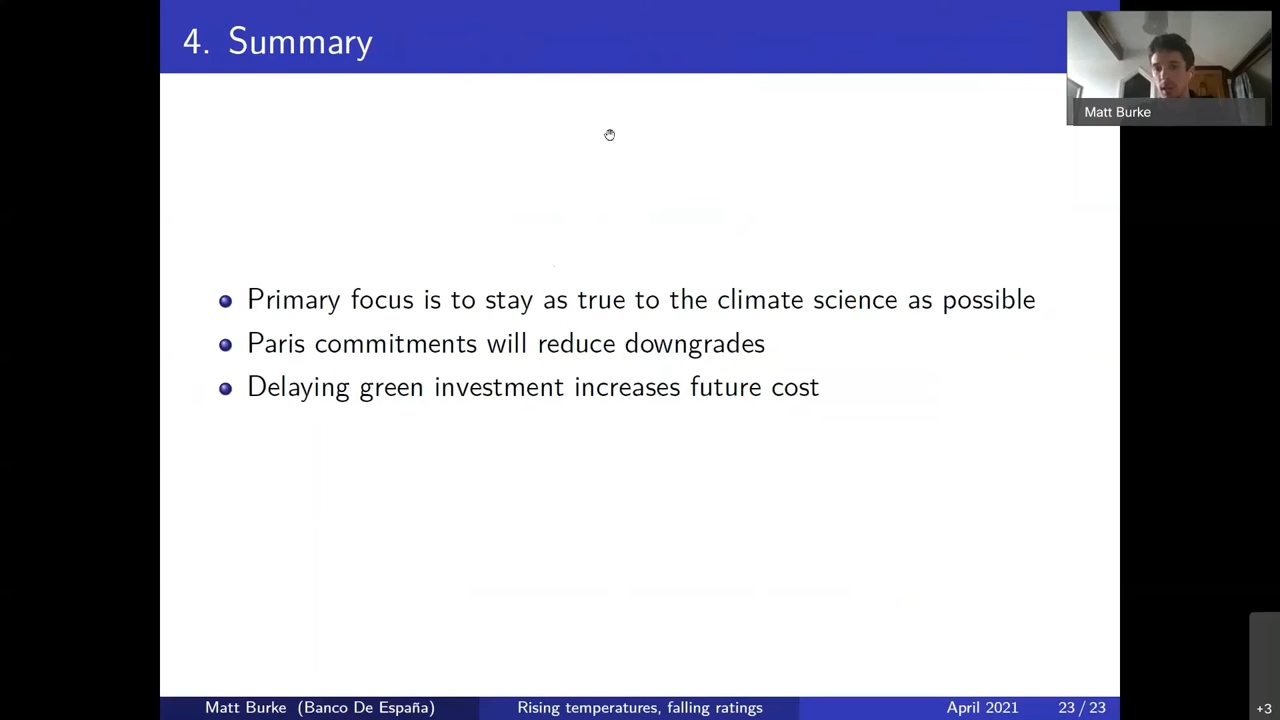 4. Summary
Matt Burke
Primary focus is to stay as true to the climate science as possible
Paris commitments will reduce downgrades
Delaying green investment increases future cost
Matt Burke (Banco De España)
Rising temperatures, falling ratings
April 2021
23 / 23
+3